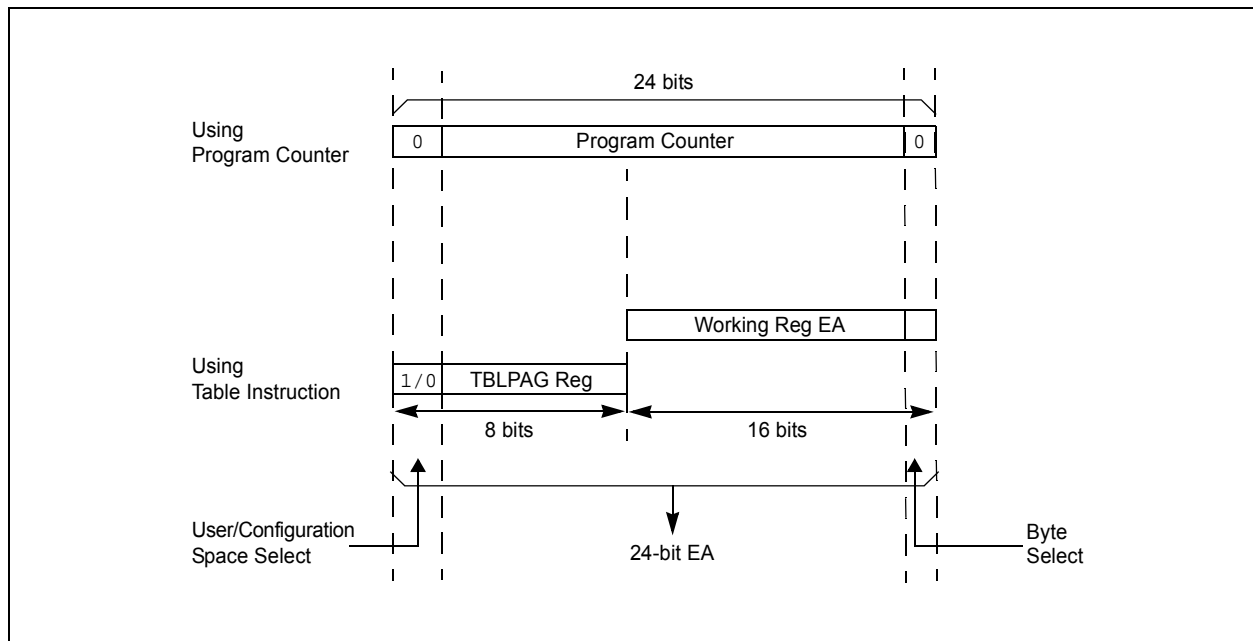 24 bits
Using
Program Counter
0
Program Counter
0
Working Reg EA
Using
Table Instruction
1/0
TBLPAG Reg
8 bits
16 bits
User/Configuration
Space Select
24-bit EA
Byte
Select